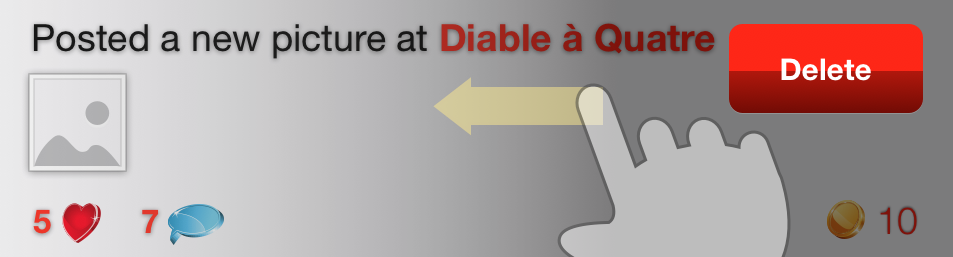 Posted a new picture at Diable à Quatre
Delete
5 7 10